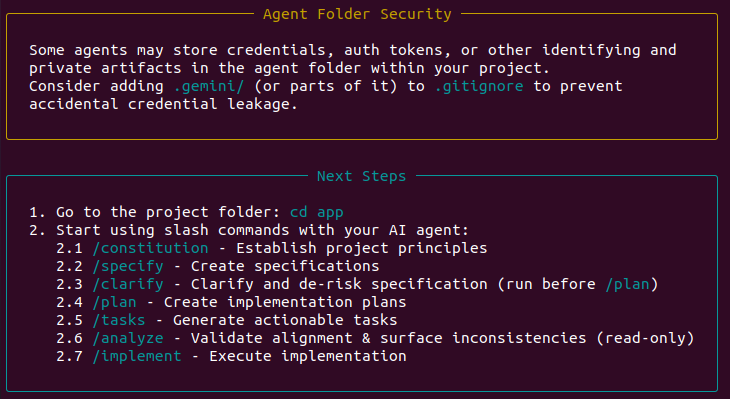 Agent Folder Security
Some agents may store credentials, auth tokens, or other identifying and
private artifacts in the agent folder within your project.
Consider adding .gemini/ (or parts of it) to .gitignore to prevent
accidental credential leakage.
Next Steps
1. Go to the project folder: cd app
2. Start using slash commands with your AI agent:
2.1 /constitution - Establish project principles
2.2 /specify - Create specifications
2.3 /clarify - Clarify and de-risk specification (run before /plan)
2.4 /plan - Create implementation plans
2.5 /tasks - Generate actionable tasks
2.6 /analyze - Validate alignment & surface inconsistencies (read-only)
2.7 /implement - Execute implementation